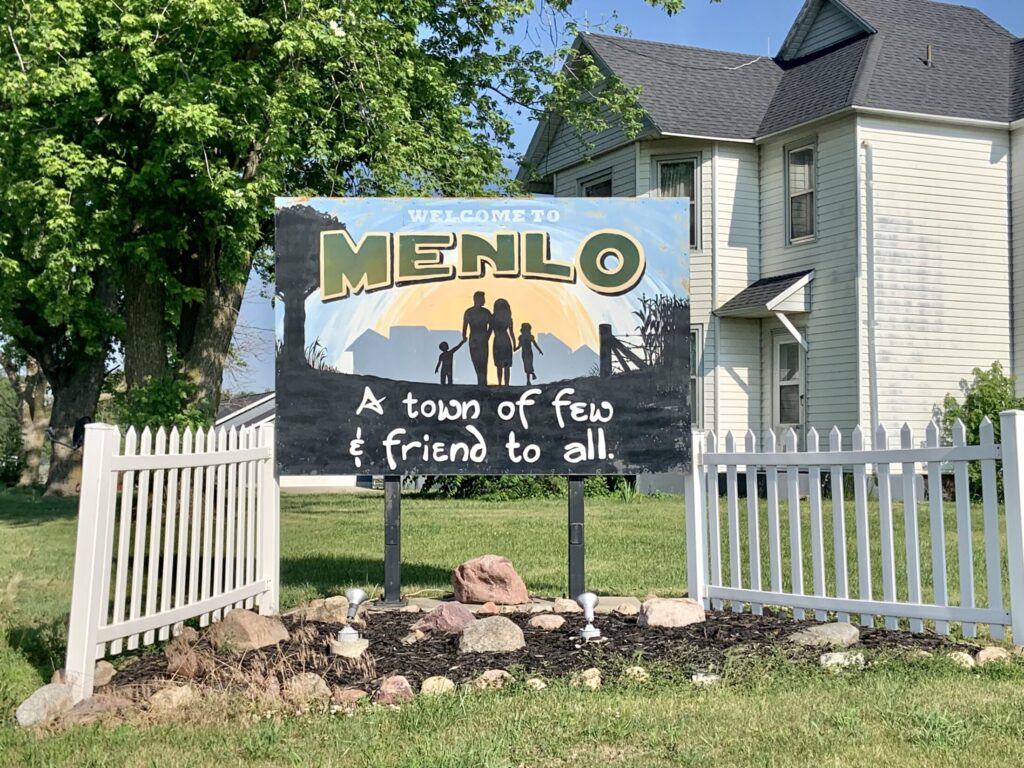 WELCOME TO
MENLO
A town of few
& friend to all.